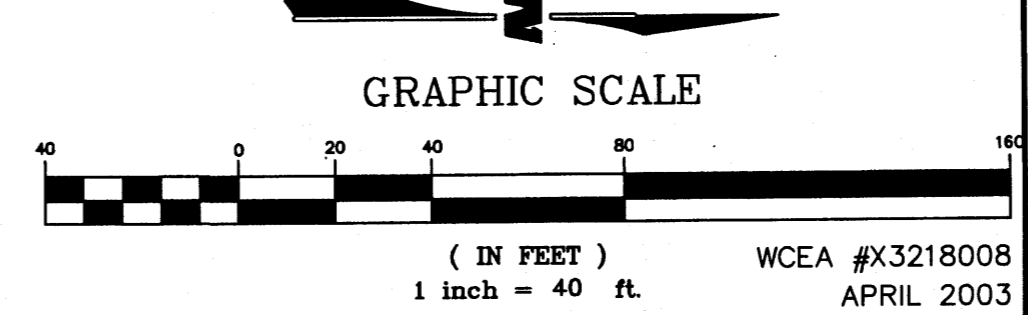 GRAPHIC SCALE
40 0 20 40 80 160
( IN FEET )
1 inch = 40 ft.
WCEA #X3218008
APRIL 2003